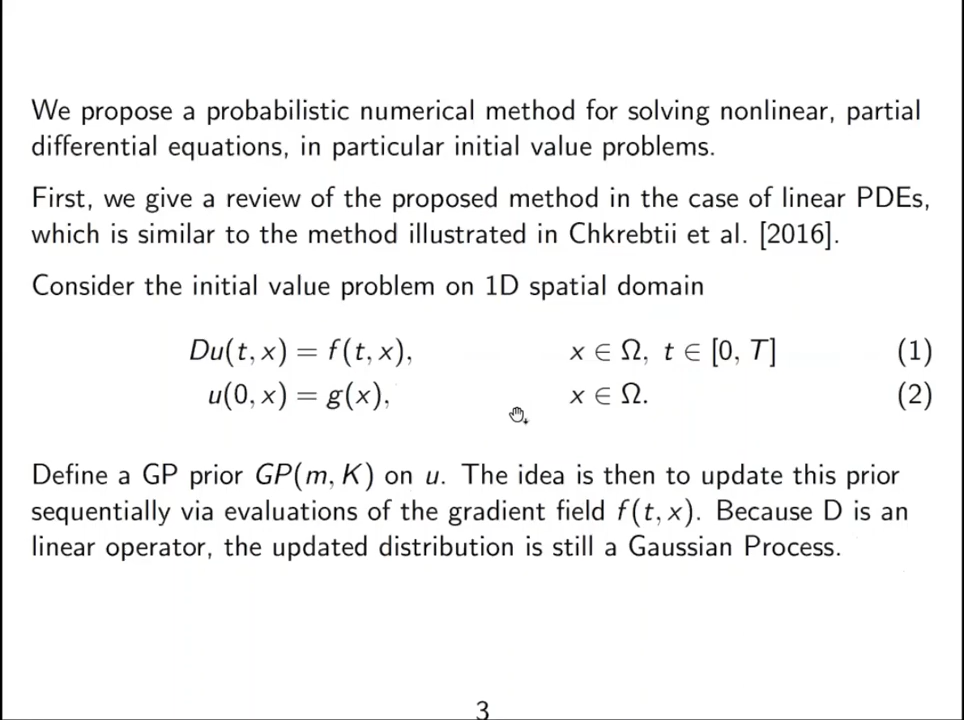 We propose a probabilistic numerical method for solving nonlinear, partial
differential equations, in particular initial value problems.
First, we give a review of the proposed method in the case of linear PDEs,
which is similar to the method illustrated in Chkrebtii et al. [2016].
Consider the initial value problem on 1D spatial domain
Du(t, x) = f(t, x), x ∈ Ω, t ∈ [0, T] (1)
u(0, x) = g(x), x ∈ Ω. (2)
Define a GP prior GP(m, K) on u. The idea is then to update this prior
sequentially via evaluations of the gradient field f(t, x). Because D is an
linear operator, the updated distribution is still a Gaussian Process.
3